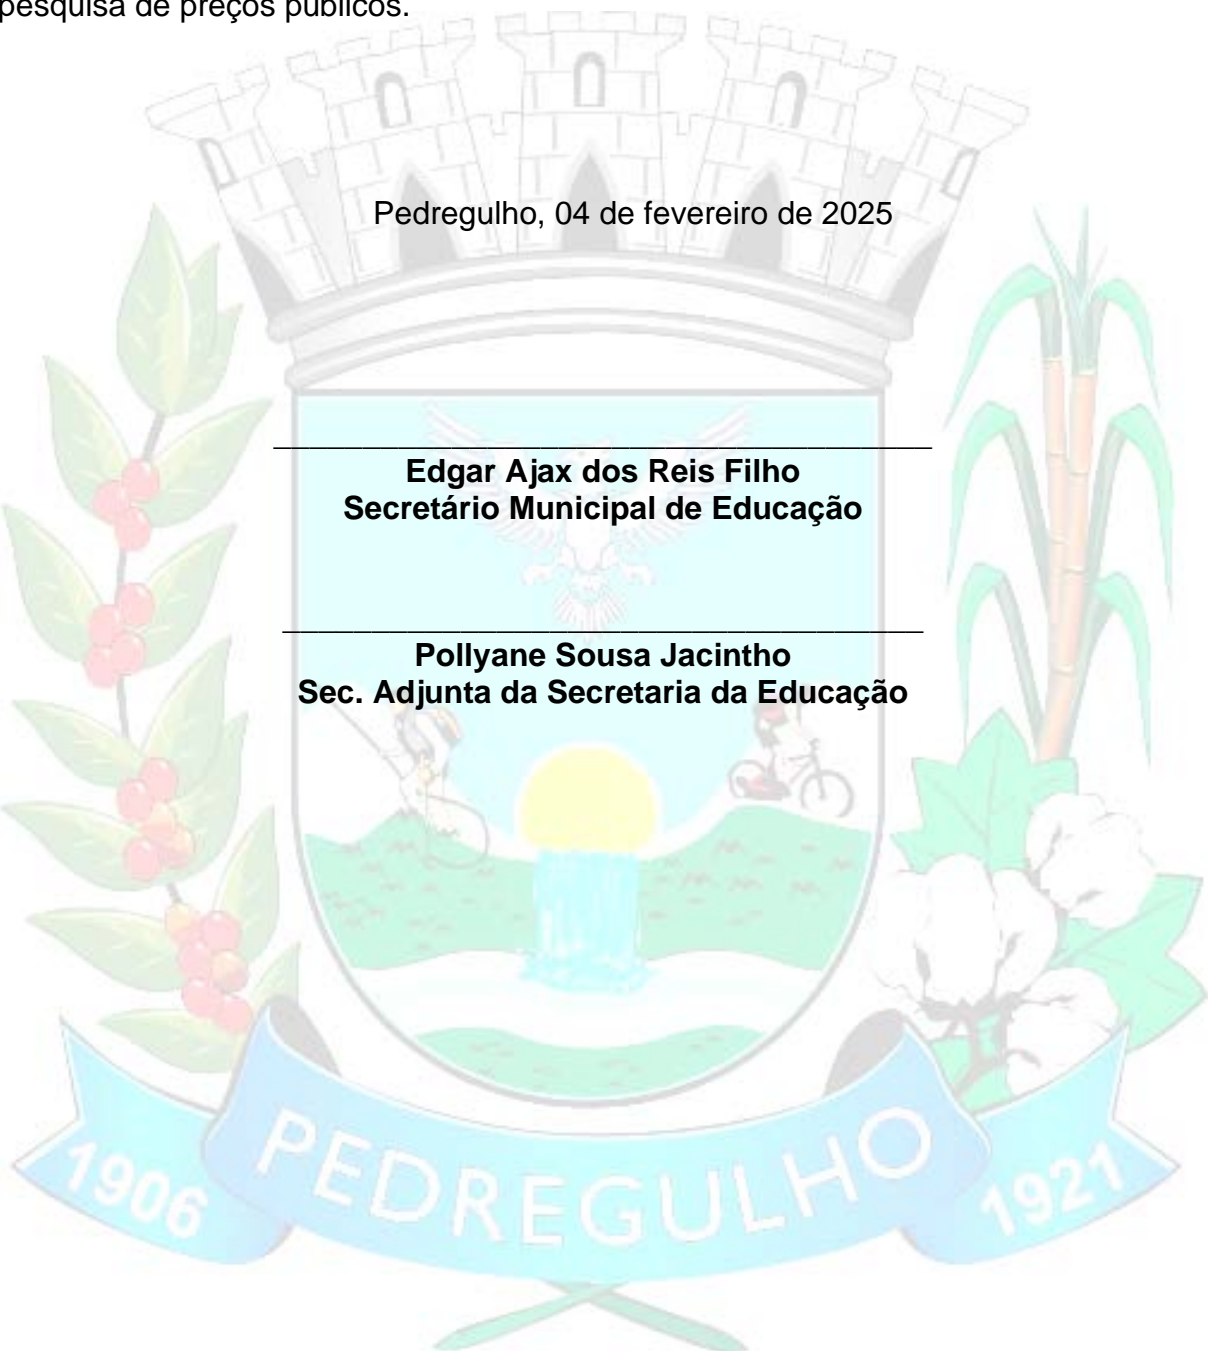 pesquisa de preços públicos.
Pedregulho, 04 de fevereiro de 2025
Edgar Ajax dos Reis Filho
Secretário Municipal de Educação
Pollyane Sousa Jacintho
Sec. Adjunta da Secretaria da Educação
1906 PEDREGULHO 1921